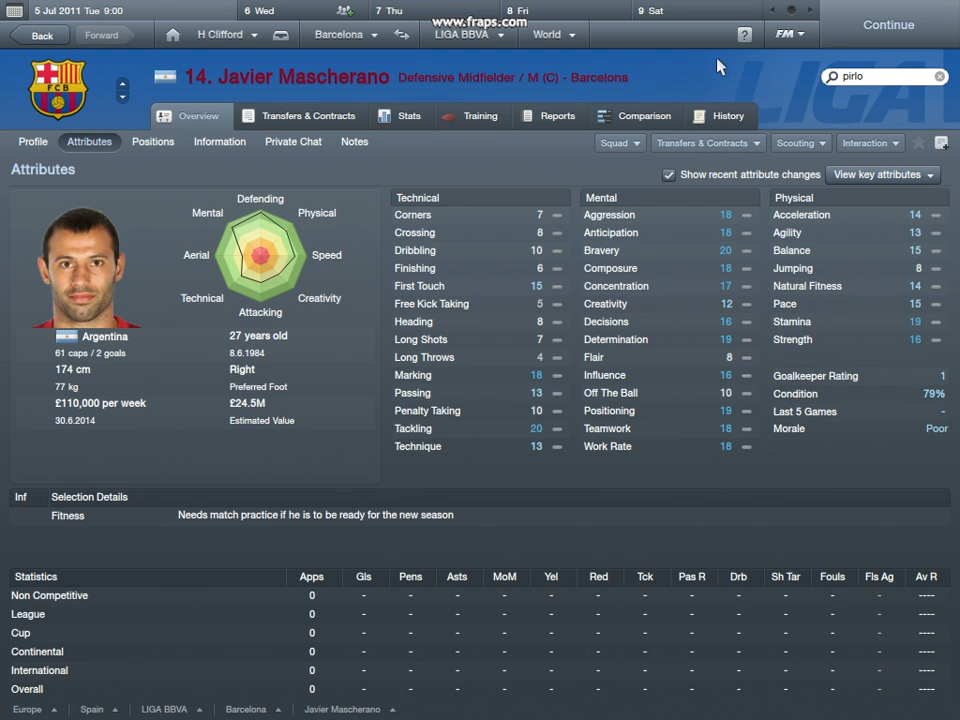 5 Jul 2011 Tue 9:00 6 Wed 7 Thu 8 Fri 9 Sat Continue
www.fraps.com
Back Forward H Clifford Barcelona LIGA BBVA World ? FM
FCB
14. Javier Mascherano Defensive Midfielder / M (C) - Barcelona pirlo
LIGA
Overview Transfers & Contracts Stats Training Reports Comparison History
Profile Attributes Positions Information Private Chat Notes Squad Transfers & Contracts Scouting Interaction
Attributes Show recent attribute changes View key attributes
Defending
Mental Physical
Aerial Speed
Technical Creativity
Attacking
Argentina 27 years old
61 caps / 2 goals 8.6.1984
174 cm Right
77 kg Preferred Foot
£110,000 per week £24.5M
30.6.2014 Estimated Value
Technical Mental Physical
Corners 7 Aggression 18 Acceleration 14
Crossing 8 Anticipation 18 Agility 13
Dribbling 10 Bravery 20 Balance 15
Finishing 6 Composure 18 Jumping 8
First Touch 15 Concentration 17 Natural Fitness 14
Free Kick Taking 5 Creativity 12 Pace 15
Heading 8 Decisions 16 Stamina 19
Long Shots 7 Determination 19 Strength 16
Long Throws 4 Flair 8
Marking 18 Influence 16 Goalkeeper Rating 1
Passing 13 Off The Ball 10 Condition 79%
Penalty Taking 10 Positioning 19 Last 5 Games -
Tackling 20 Teamwork 18 Morale Poor
Technique 13 Work Rate 18
Inf Selection Details
Fitness Needs match practice if he is to be ready for the new season
Statistics Apps Gls Pens Asts MoM Yel Red Tck Pas R Drb Sh Tar Fouls Fls Ag Av R
Non Competitive 0 - - - - - - - - - - - - ----
League 0 - - - - - - - - - - - - ----
Cup 0 - - - - - - - - - - - - ----
Continental 0 - - - - - - - - - - - - ----
International 0 - - - - - - - - - - - - ----
Overall 0 - - - - - - - - - - - - ----
Europe Spain LIGA BBVA Barcelona Javier Mascherano